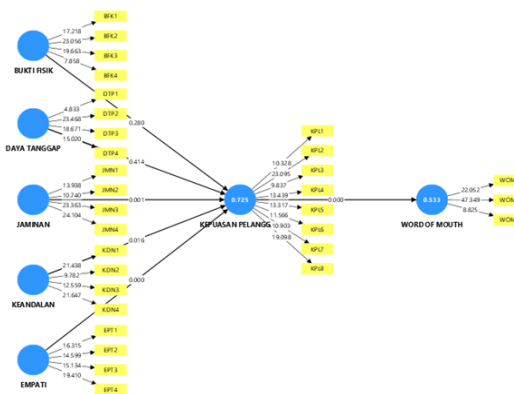 BFK1
17.218
BFK2
23.056
19.663
BFK3
7.858
BFK4
BUKTI FISIK
DTP1
4.833
0.280
DTP2
23.468
18.671
DTP3
15.020
DAYA TANGGAP
DTP4
0.414
JMN1
13.938
JMN2
10.740
0.001
23.363
JMN3
24.104
JMN4
JAMINAN
KDN1
0.016
21.438
KDN2
9.782
12.559
KDN3
21.647
KDN4
KEANDALAN
0.000
EPT1
16.315
EPT2
14.599
15.134
EPT3
19.410
EPT4
EMPATI
KPL1
10.328
KPL2
23.095
KPL3
9.837
KPL4
13.439
0.725
13.317
KPL5
11.566
KPL6
10.903
KPL7
19.098
KPL8
KEPUASAN PELANGG
0.000
0.533
WORD OF MOUTH
22.052
WOM
47.349
WOM
8.825
WOM